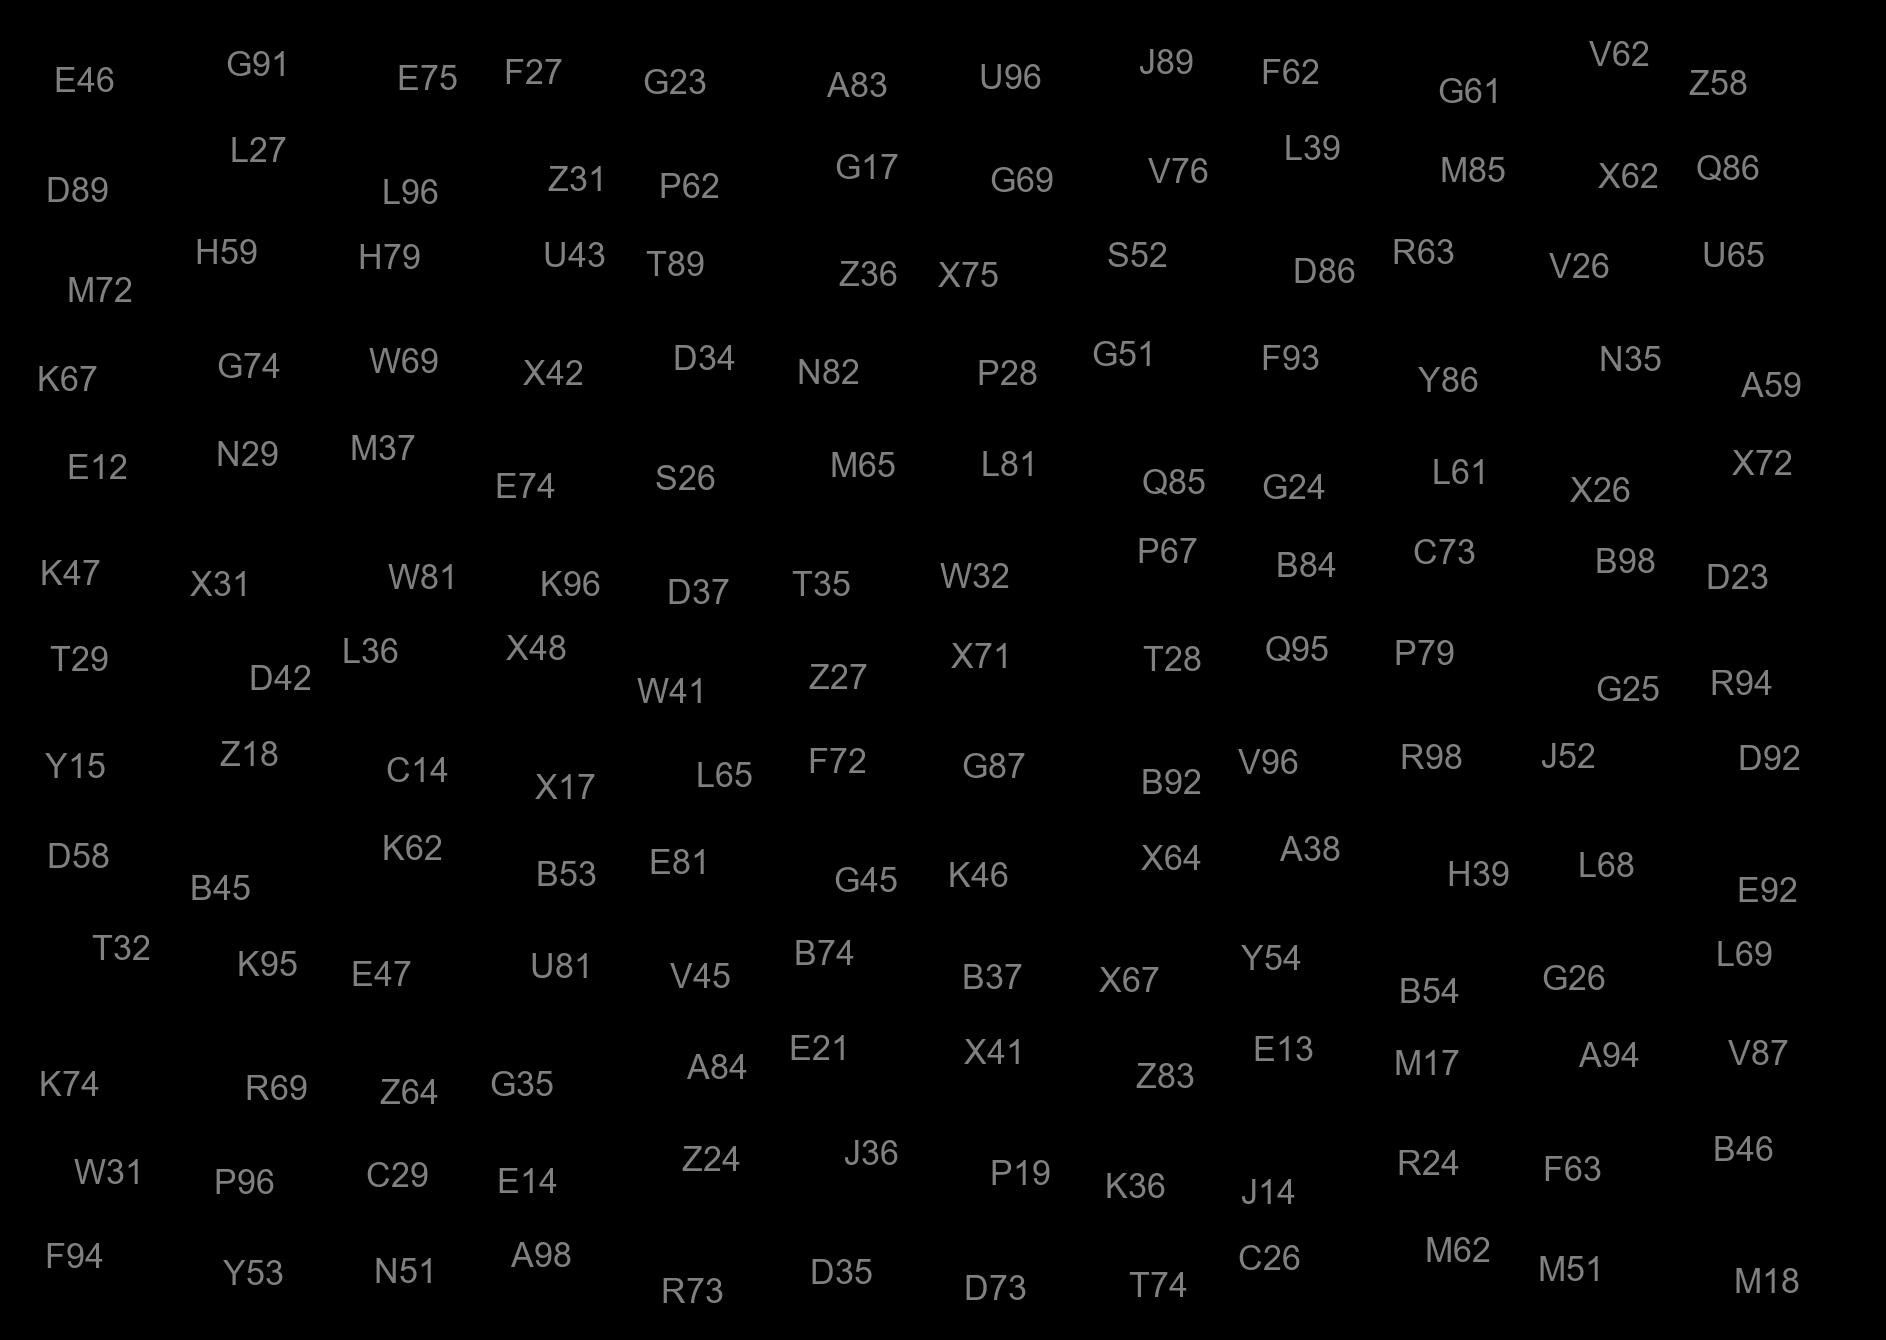 E46 G91 E75 F27 G23 A83 U96 J89 F62 G61 V62 Z58
D89 L27 L96 Z31 P62 G17 G69 V76 L39 M85 X62 Q86
M72 H59 H79 U43 T89 Z36 X75 S52 D86 R63 V26 U65
K67 G74 W69 X42 D34 N82 P28 G51 F93 Y86 N35 A59
E12 N29 M37 E74 S26 M65 L81 Q85 G24 L61 X26 X72
K47 X31 W81 K96 D37 T35 W32 P67 B84 C73 B98 D23
T29 D42 L36 X48 W41 Z27 X71 T28 Q95 P79 G25 R94
Y15 Z18 C14 X17 L65 F72 G87 B92 V96 R98 J52 D92
D58 B45 K62 B53 E81 G45 K46 X64 A38 H39 L68 E92
T32 K95 E47 U81 V45 B74 B37 X67 Y54 B54 G26 L69
K74 R69 Z64 G35 A84 E21 X41 Z83 E13 M17 A94 V87
W31 P96 C29 E14 Z24 J36 P19 K36 J14 R24 F63 B46
F94 Y53 N51 A98 R73 D35 D73 T74 C26 M62 M51 M18